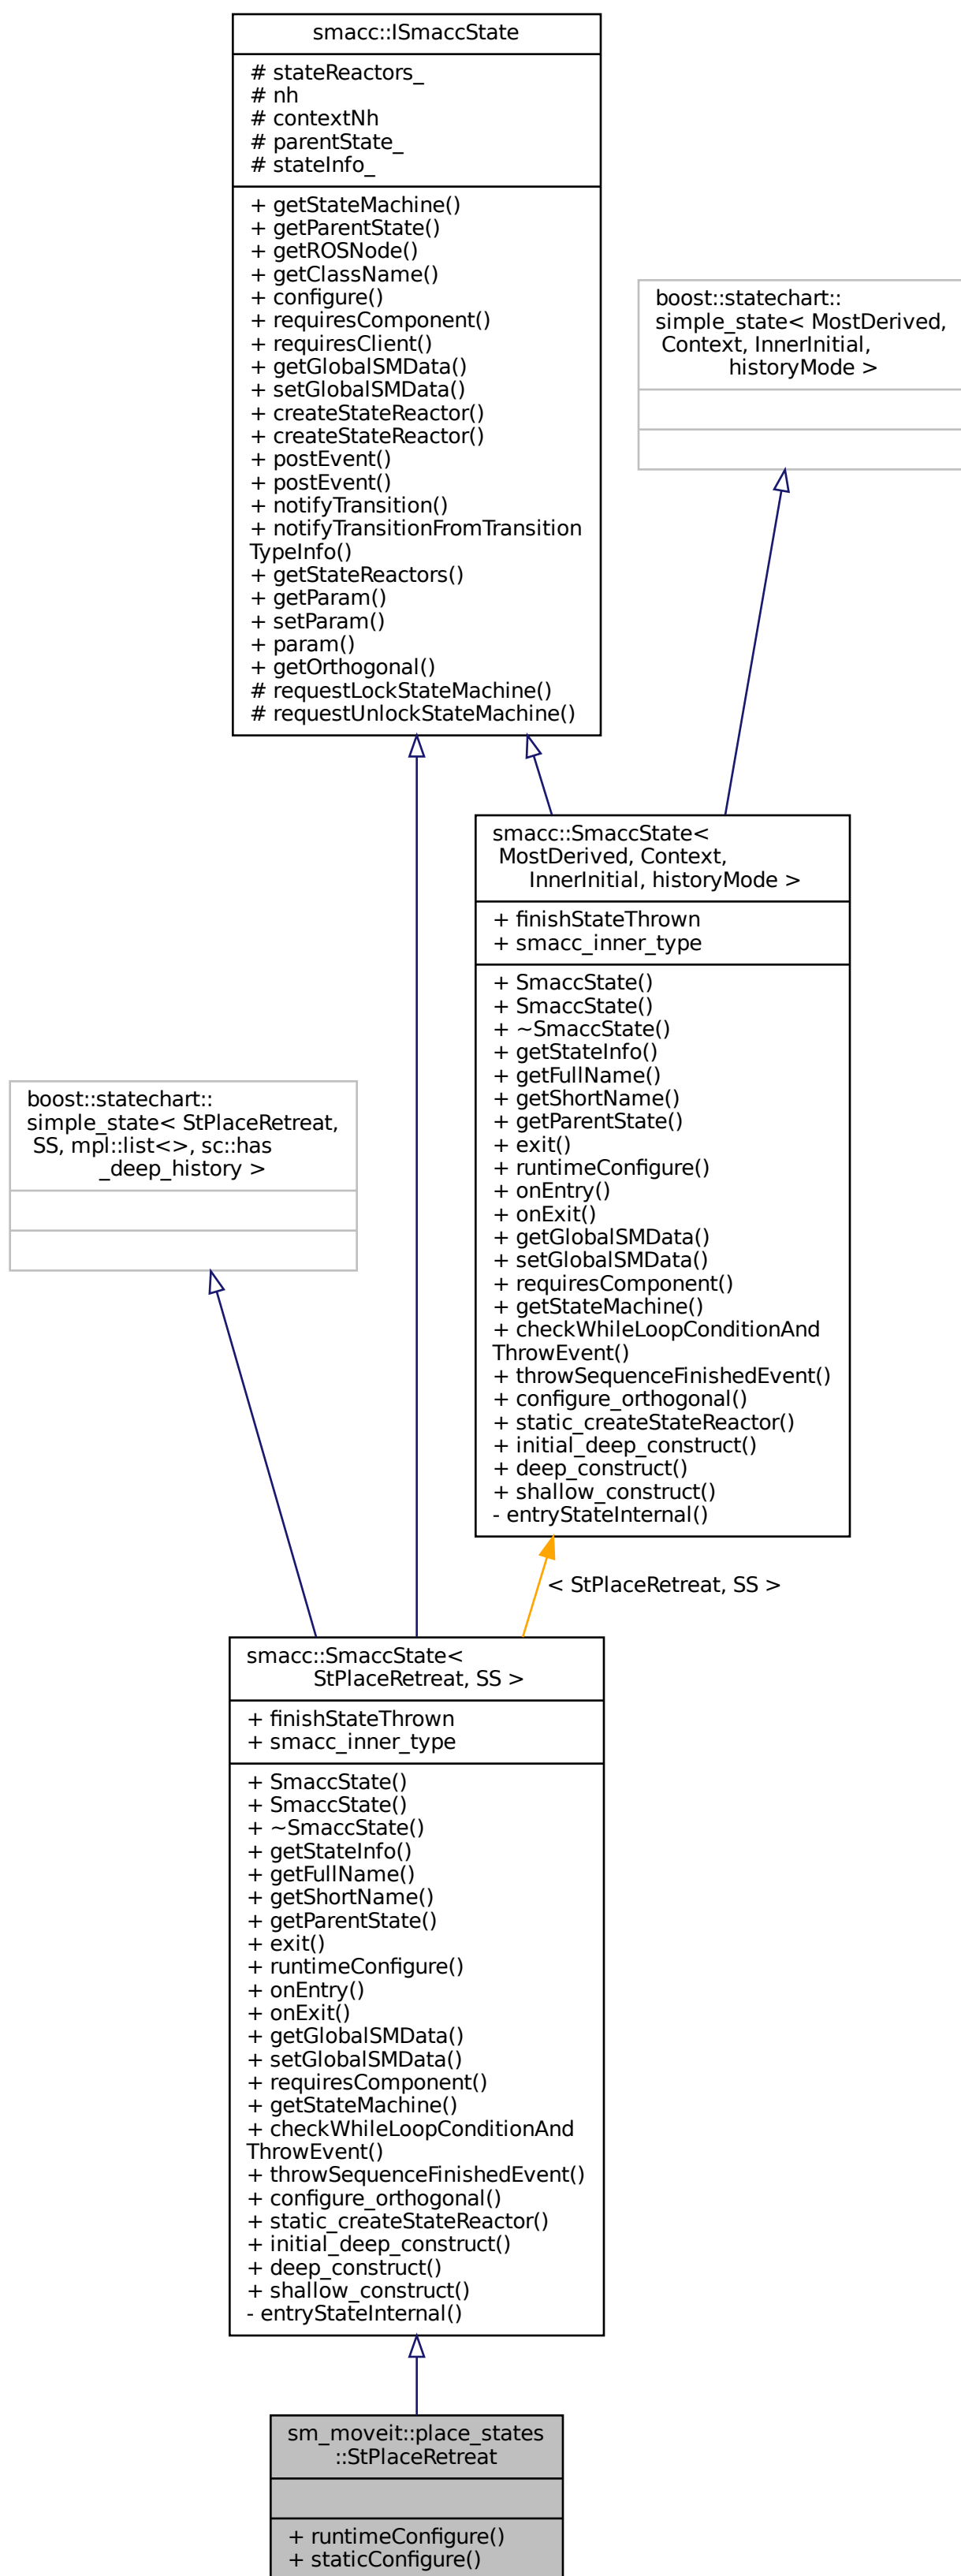 smacc::ISmaccState
# stateReactors_
# nh
# contextNh
# parentState_
# stateInfo_
+ getStateMachine()
+ getParentState()
+ getROSNode()
+ getClassName()
+ configure()
+ requiresComponent()
+ requiresClient()
+ getGlobalSMData()
+ setGlobalSMData()
+ createStateReactor()
+ createStateReactor()
+ postEvent()
+ postEvent()
+ notifyTransition()
+ notifyTransitionFromTransition
TypeInfo()
+ getStateReactors()
+ getParam()
+ setParam()
+ param()
+ getOrthogonal()
# requestLockStateMachine()
# requestUnlockStateMachine()
boost::statechart::
simple_state< MostDerived,
Context, InnerInitial,
historyMode >
smacc::SmaccState<
MostDerived, Context,
InnerInitial, historyMode >
+ finishStateThrown
+ smacc_inner_type
+ SmaccState()
+ SmaccState()
+ ~SmaccState()
+ getStateInfo()
+ getFullName()
+ getShortName()
+ getParentState()
+ exit()
+ runtimeConfigure()
+ onEntry()
+ onExit()
+ getGlobalSMData()
+ setGlobalSMData()
+ requiresComponent()
+ getStateMachine()
+ checkWhileLoopConditionAnd
ThrowEvent()
+ throwSequenceFinishedEvent()
+ configure_orthogonal()
+ static_createStateReactor()
+ initial_deep_construct()
+ deep_construct()
+ shallow_construct()
- entryStateInternal()
boost::statechart::
simple_state< StPlaceRetreat,
SS, mpl::list<>, sc::has
_deep_history >
< StPlaceRetreat, SS >
smacc::SmaccState<
StPlaceRetreat, SS >
+ finishStateThrown
+ smacc_inner_type
+ SmaccState()
+ SmaccState()
+ ~SmaccState()
+ getStateInfo()
+ getFullName()
+ getShortName()
+ getParentState()
+ exit()
+ runtimeConfigure()
+ onEntry()
+ onExit()
+ getGlobalSMData()
+ setGlobalSMData()
+ requiresComponent()
+ getStateMachine()
+ checkWhileLoopConditionAnd
ThrowEvent()
+ throwSequenceFinishedEvent()
+ configure_orthogonal()
+ static_createStateReactor()
+ initial_deep_construct()
+ deep_construct()
+ shallow_construct()
- entryStateInternal()
sm_moveit::place_states
::StPlaceRetreat
+ runtimeConfigure()
+ staticConfigure()